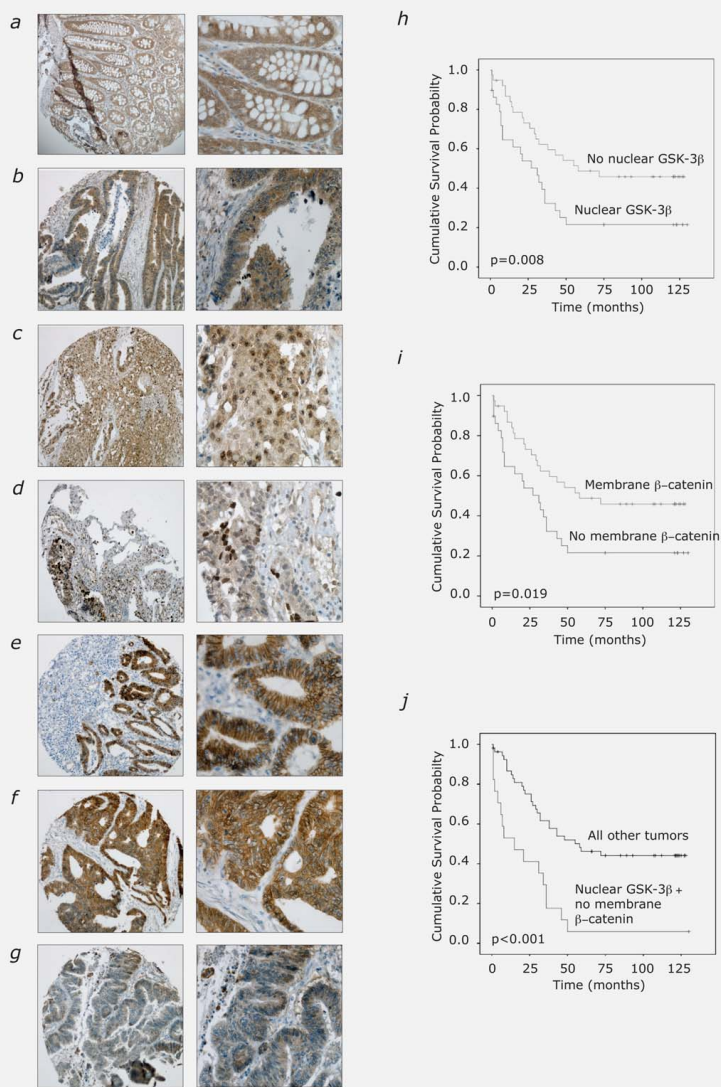 a
b
c
d
e
f
g
h
Cumulative Survival Probabilty
1.0
0.8
0.6
0.4
0.2
0.0
No nuclear GSK-3β
Nuclear GSK-3β
p=0.008
0 25 50 75 100 125
Time (months)
i
Cumulative Survival Probabilty
1.0
0.8
0.6
0.4
0.2
0.0
Membrane β-catenin
No membrane β-catenin
p=0.019
0 25 50 75 100 125
Time (months)
j
Cumulative Survival Probabilty
1.0
0.8
0.6
0.4
0.2
0.0
All other tumors
Nuclear GSK-3β +
no membrane
β-catenin
p<0.001
0 25 50 75 100 125
Time (months)